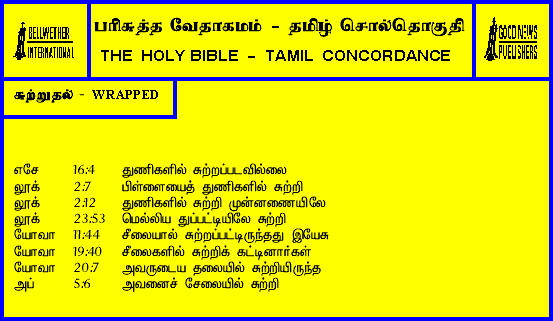 BELLWETHER
INTERNATIONAL
பரிசுத்த வேதாகமம் - தமிழ் சொல்தொகுதி
THE HOLY BIBLE - TAMIL CONCORDANCE
GOOD NEWS
PUBLISHERS
சுற்றுதல் - WRAPPED
எசே 16:4 துணிகளில் சுற்றப்படவில்லை
லூக் 2:7 பிள்ளையைத் துணிகளில் சுற்றி
லூக் 2:12 துணிகளில் சுற்றி முன்னணையிலே
லூக் 23:53 மெல்லிய துப்பட்டியிலே சுற்றி
யோவா 11:44 சீலையால் சுற்றப்பட்டிருந்தது இயேசு
யோவா 19:40 சீலைகளில் சுற்றிக் கட்டினார்கள்
யோவா 20:7 அவருடைய தலையில் சுற்றியிருந்த
அப் 5:6 அவனைச் சேலையில் சுற்றி